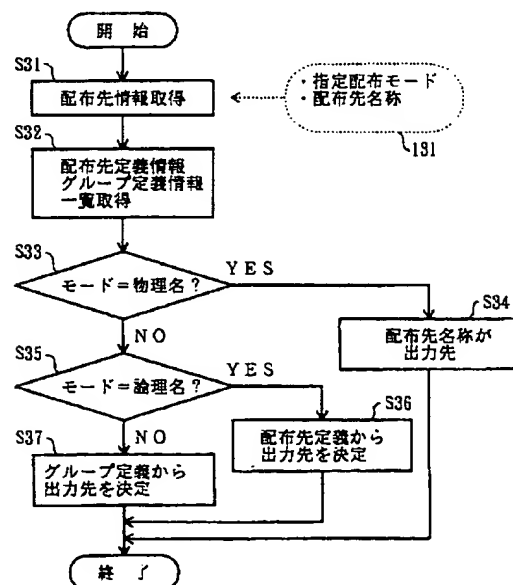 開 始
S31
配布先情報取得
・指定配布モード
・配布先名称
131
S32
配布先定義情報
グループ定義情報
一覧取得
S33
モード=物理名?
YES
NO
S34
配布先名称が
出力先
S35
モード=論理名?
YES
NO
S36
配布先定義から
出力先を決定
S37
グループ定義から
出力先を決定
終 了